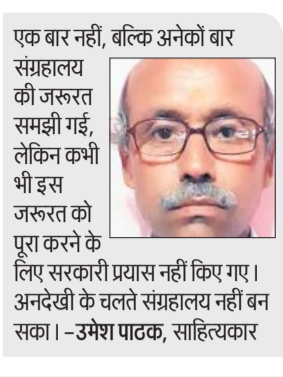 एक बार नहीं, बल्कि अनेकों बार
संग्रहालय
की जरूरत
समझी गई,
लेकिन कभी
भी इस
जरूरत को
पूरा करने के
लिए सरकारी प्रयास नहीं किए गए।
अनदेखी के चलते संग्रहालय नहीं बन
सका। -उमेश पाठक, साहित्यकार